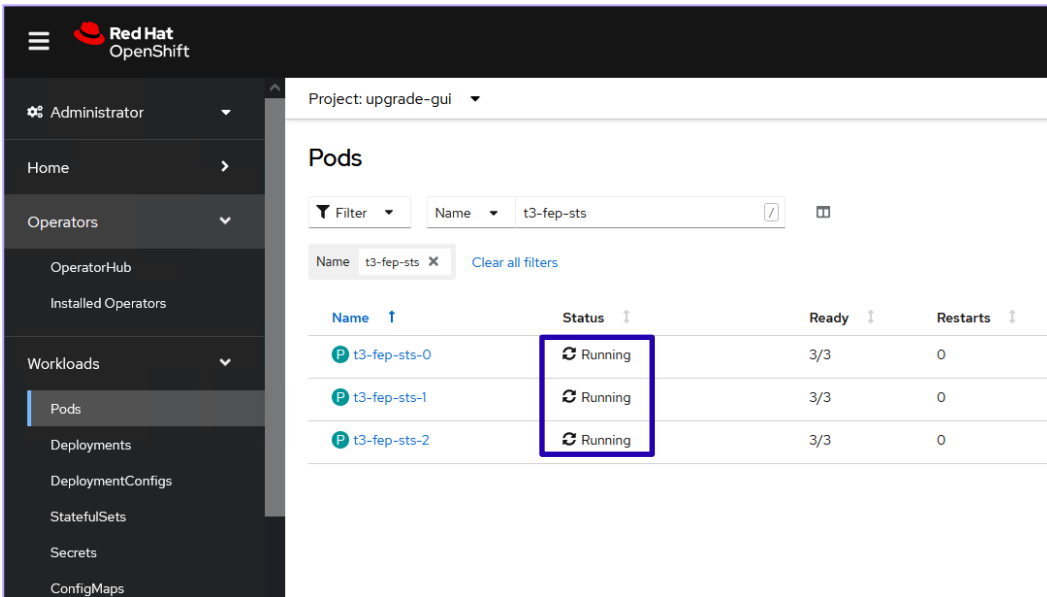 Red Hat
OpenShift
Administrator
Home
Operators
OperatorHub
Installed Operators
Workloads
Pods
Deployments
DeploymentConfigs
StatefulSets
Secrets
ConfigMaps
Project: upgrade-gui
Pods
Filter Name t3-fep-sts /
Name t3-fep-sts Clear all filters
Name Status Ready Restarts
P t3-fep-sts-0 Running 3/3 0
P t3-fep-sts-1 Running 3/3 0
P t3-fep-sts-2 Running 3/3 0